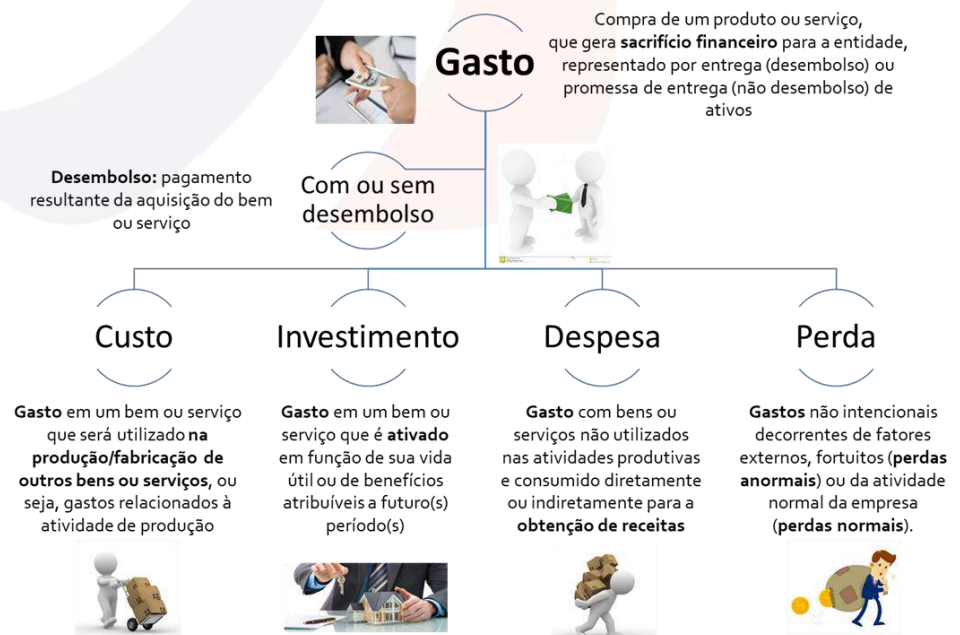 Gasto
Compra de um produto ou serviço,
que gera sacrifício financeiro para a entidade,
representado por entrega (desembolso) ou
promessa de entrega (não desembolso) de
ativos
Desembolso: pagamento
resultante da aquisição do bem
ou serviço
Com ou sem
desembolso
Custo
Gasto em um bem ou serviço
que será utilizado na
produção/fabricação de
outros bens ou serviços, ou
seja, gastos relacionados à
atividade de produção
Investimento
Gasto em um bem ou
serviço que é ativado
em função de sua vida
útil ou de benefícios
atribuíveis a futuro(s)
período(s)
Despesa
Gasto com bens ou
serviços não utilizados
nas atividades produtivas
e consumido diretamente
ou indiretamente para a
obtenção de receitas
Perda
Gastos não intencionais
decorrentes de fatores
externos, fortuitos (perdas
anormais) ou da atividade
normal da empresa
(perdas normais).